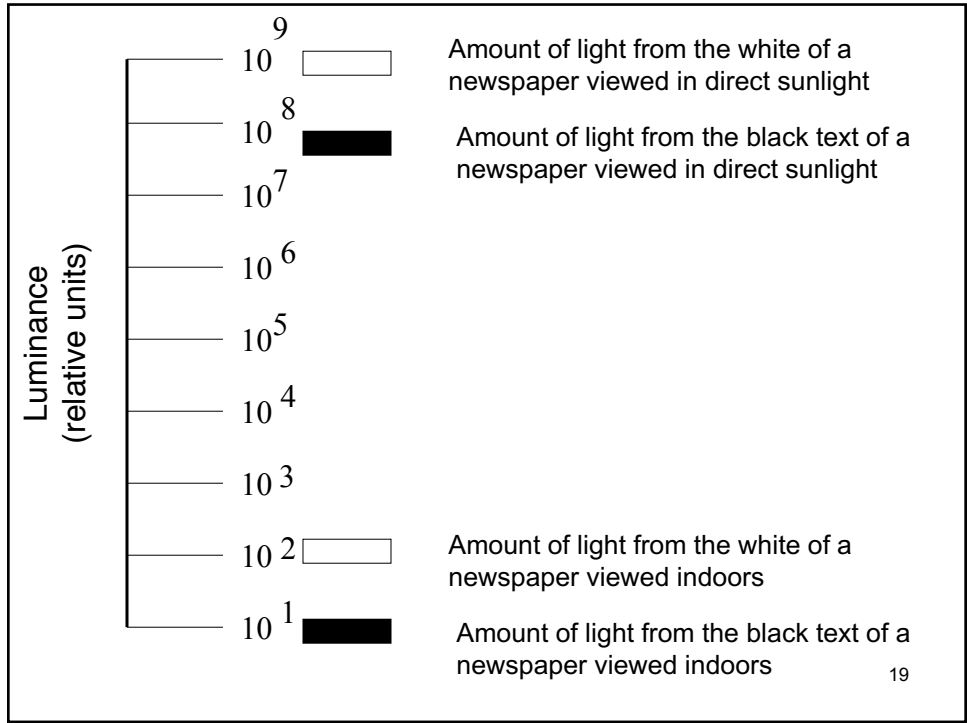 10 9
Amount of light from the white of a
newspaper viewed in direct sunlight
10 8
Amount of light from the black text of a
newspaper viewed in direct sunlight
10 7
10 6
10 5
10 4
10 3
Luminance
(relative units)
10 2
Amount of light from the white of a
newspaper viewed indoors
10 1
Amount of light from the black text of a
newspaper viewed indoors
19